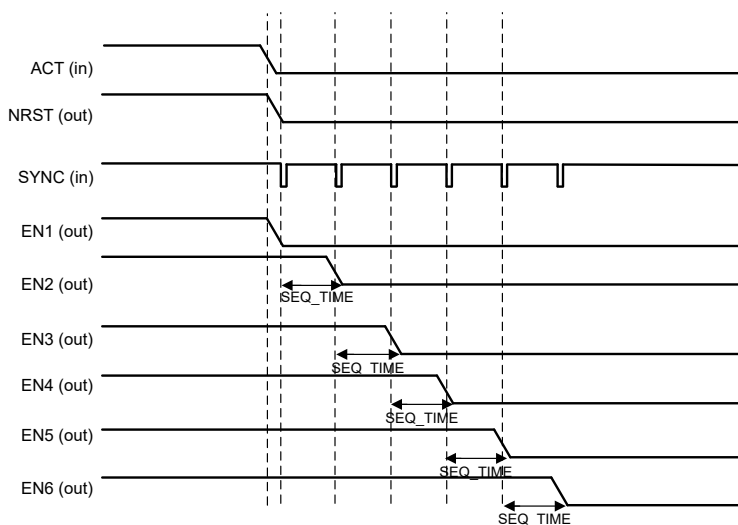 ACT (in)
NRST (out)
SYNC (in)
EN1 (out)
EN2 (out)
SEQ_TIME
EN3 (out)
SEQ_TIME
EN4 (out)
SEQ_TIME
EN5 (out)
SEQ_TIME
EN6 (out)
SEQ_TIME